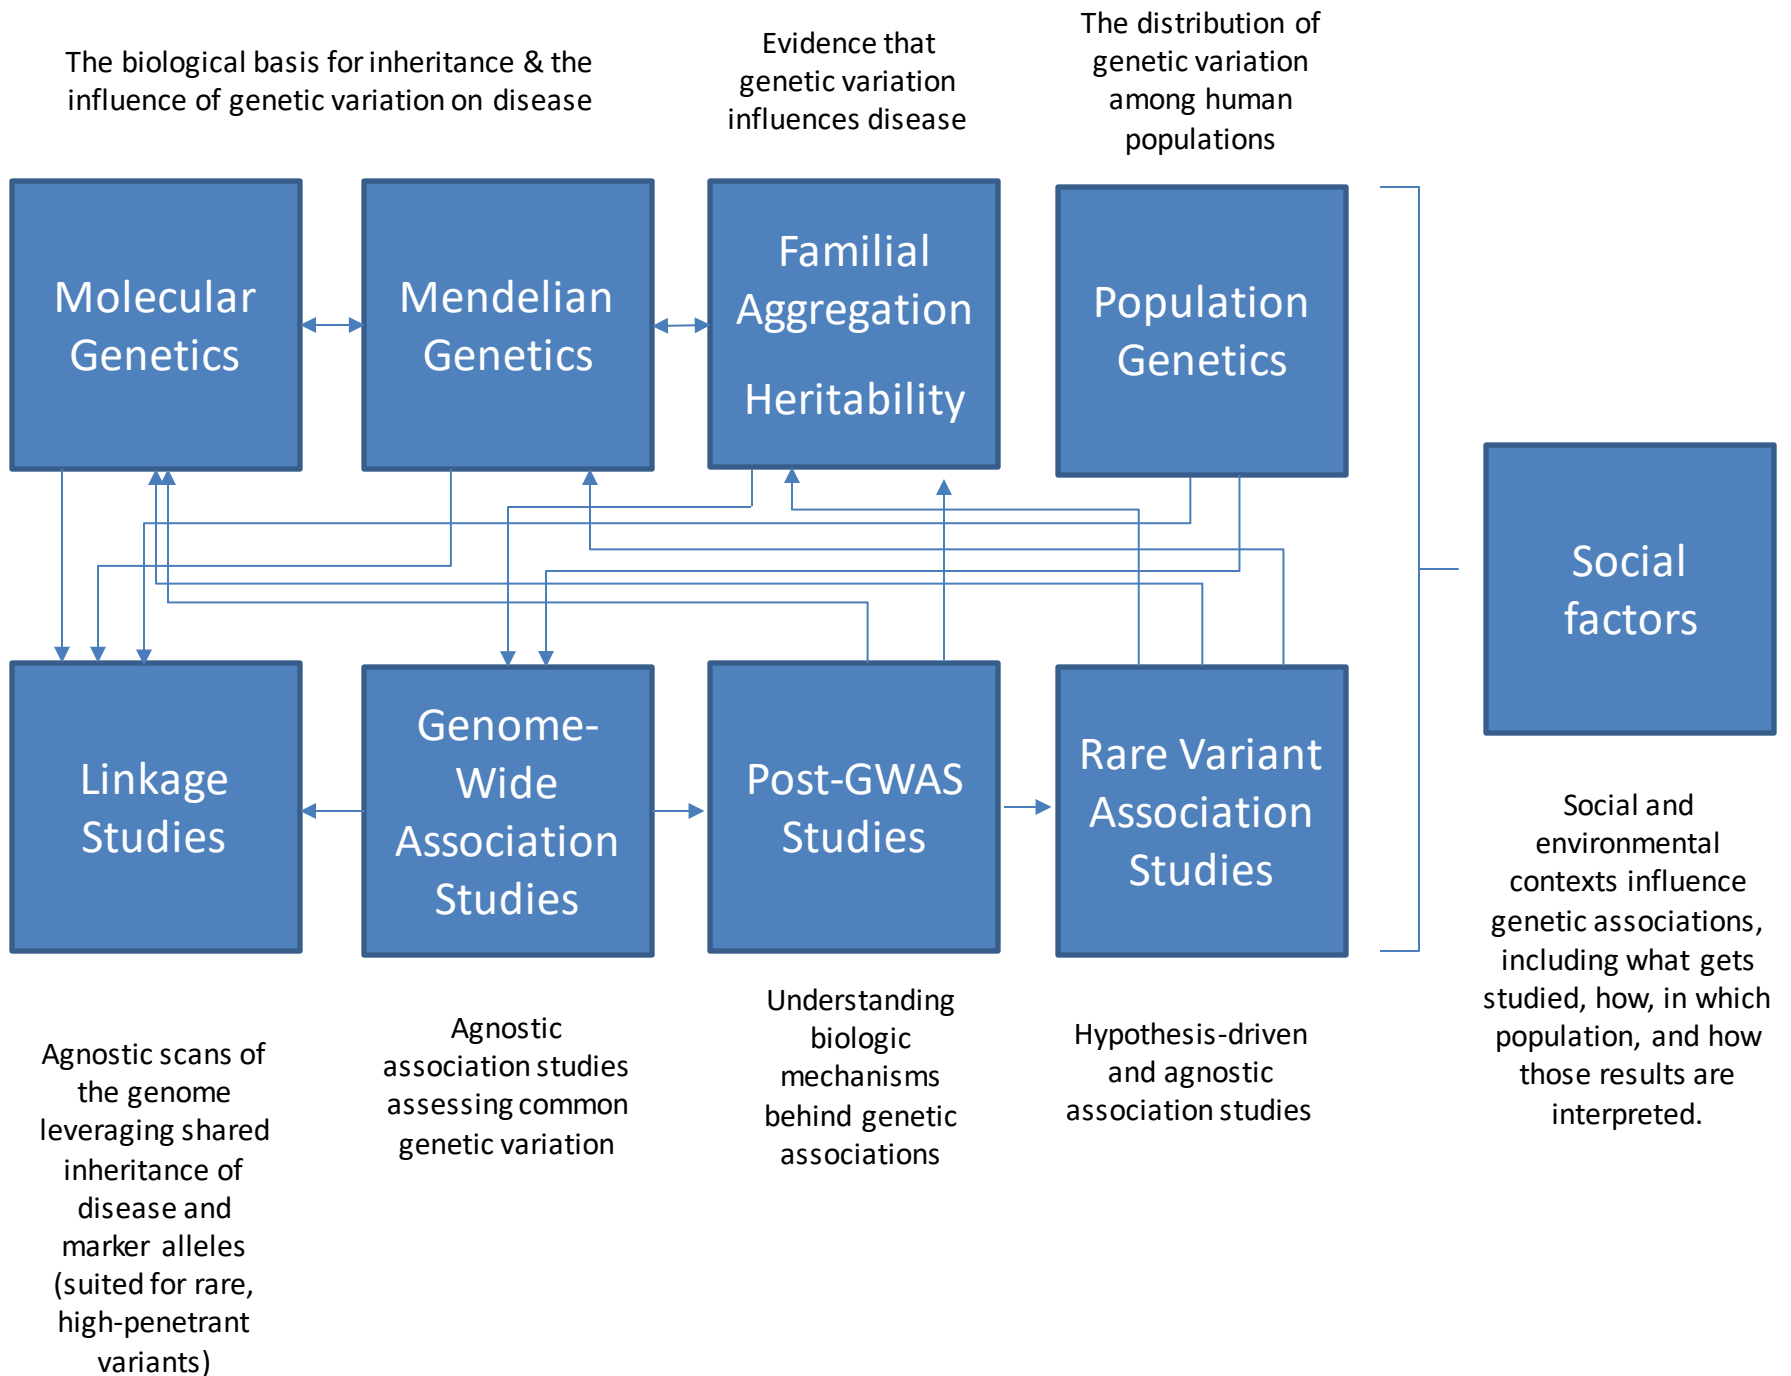 The biological basis for inheritance & the
influence of genetic variation on disease
Evidence that
genetic variation
influences disease
The distribution of
genetic variation
among human
populations
Molecular
Genetics
Mendelian
Genetics
Familial
Aggregation
Heritability
Population
Genetics
Social
factors
Linkage
Studies
Genome-
Wide
Association
Studies
Post-GWAS
Studies
Rare Variant
Association
Studies
Agnostic scans of
the genome
leveraging shared
inheritance of
disease and
marker alleles
(suited for rare,
high-penetrant
variants)
Agnostic
association studies
assessing common
genetic variation
Understanding
biologic
mechanisms
behind genetic
associations
Hypothesis-driven
and agnostic
association studies
Social and
environmental
contexts influence
genetic associations,
including what gets
studied, how, in which
population, and how
those results are
interpreted.